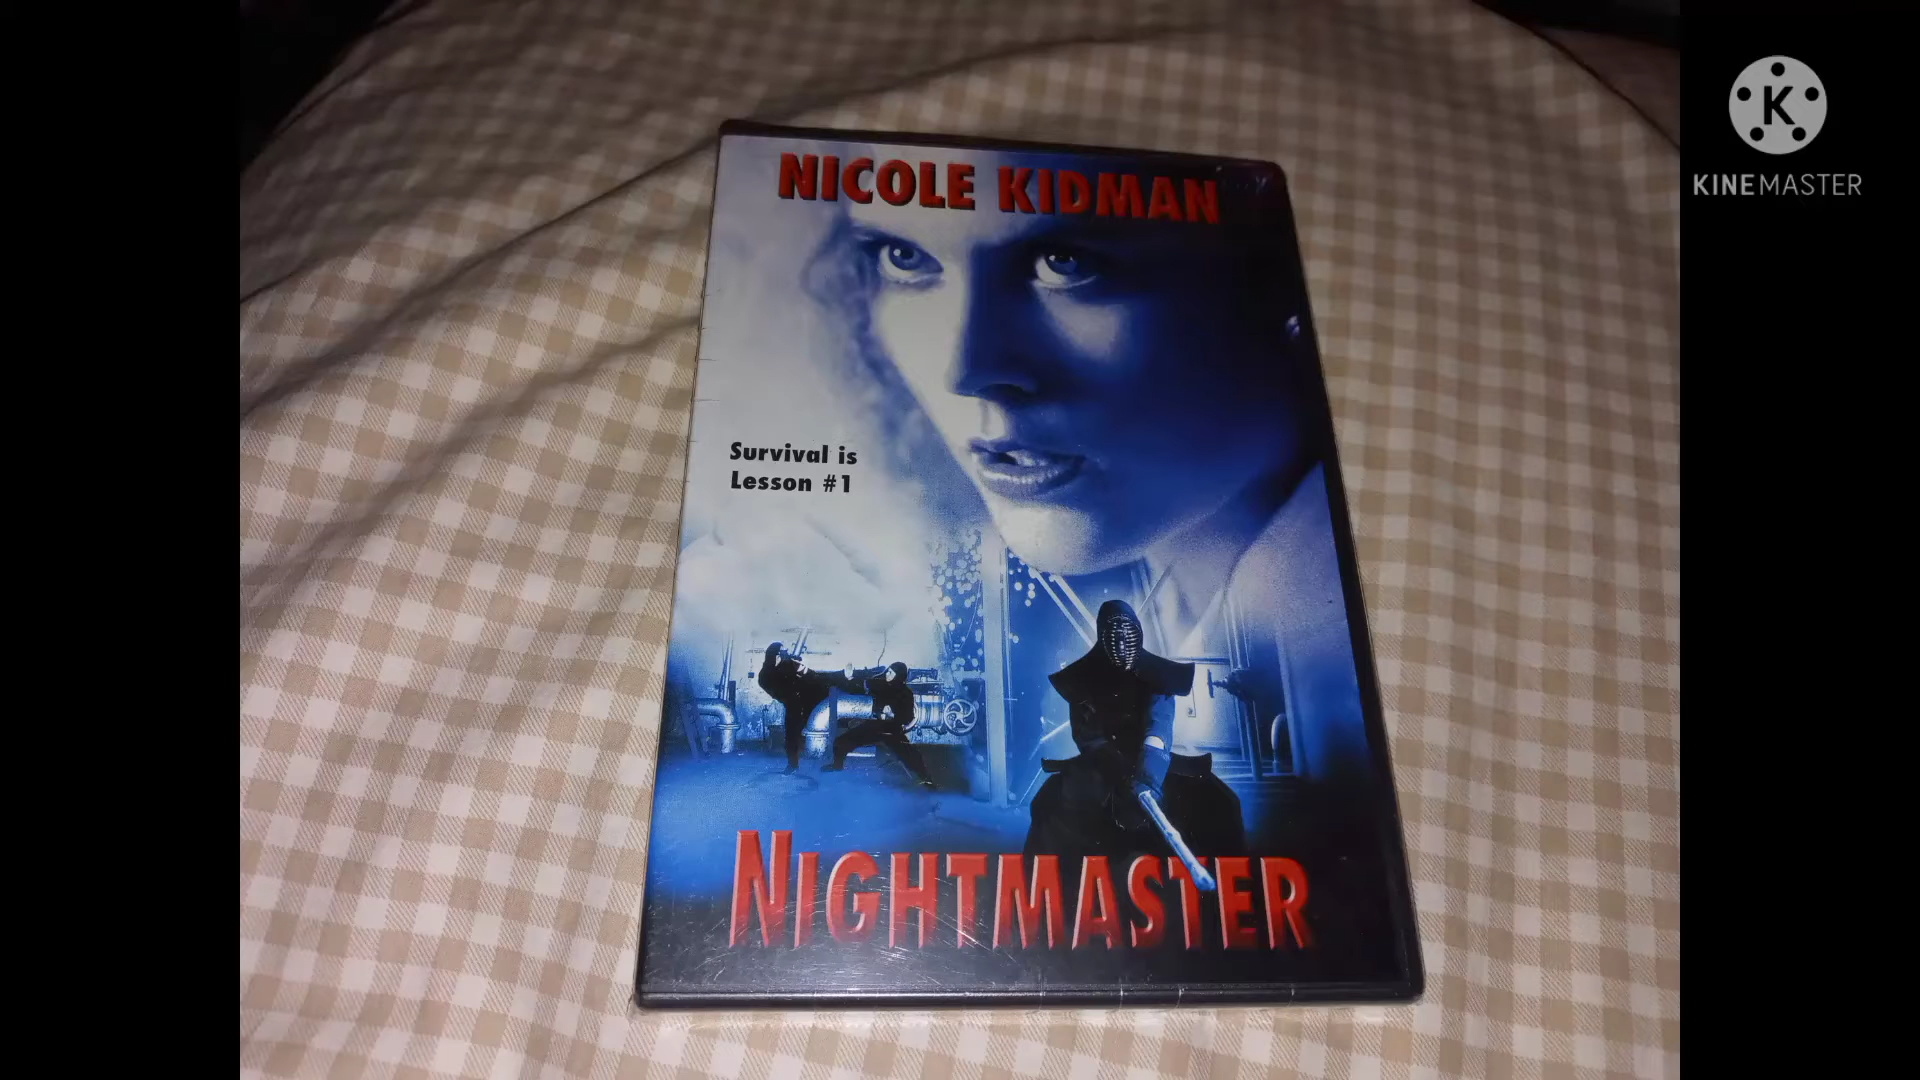 NICOLE KIDMAN
Survival is
Lesson #1
NIGHTMASTER
K
KINEMASTER